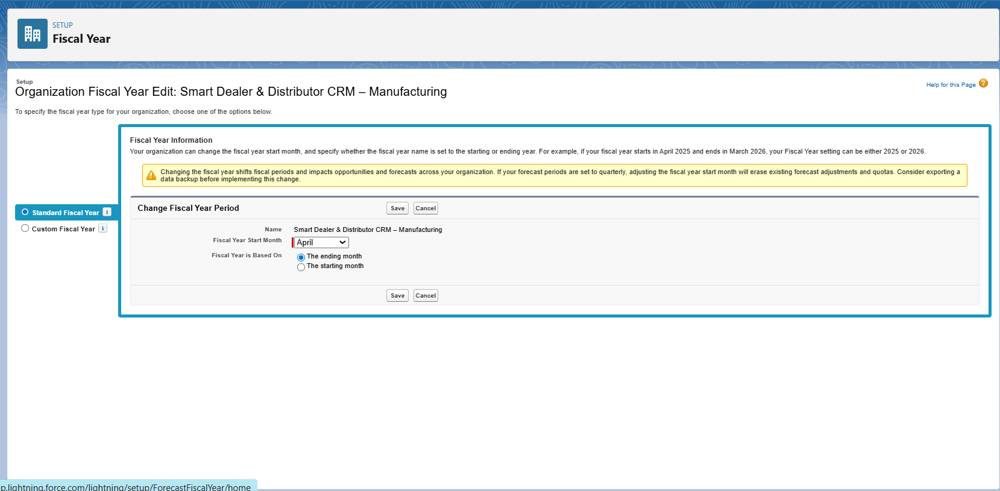 SETUP
Fiscal Year
Setup
Organization Fiscal Year Edit: Smart Dealer & Distributor CRM – Manufacturing
Help for this Page ?
To specify the fiscal year type for your organization, choose one of the options below.
Fiscal Year Information
Your organization can change the fiscal year start month, and specify whether the fiscal year name is set to the starting or ending year. For example, if your fiscal year starts in April 2025 and ends in March 2026, your Fiscal Year setting can be either 2025 or 2026.
Changing the fiscal year shifts fiscal periods and impacts opportunities and forecasts across your organization. If your forecast periods are set to quarterly, adjusting the fiscal year start month will erase existing forecast adjustments and quotas. Consider exporting a
data backup before implementing this change.
Standard Fiscal Year i
Custom Fiscal Year i
Change Fiscal Year Period Save Cancel
Name Smart Dealer & Distributor CRM – Manufacturing
Fiscal Year Start Month April
Fiscal Year is Based On The ending month
The starting month
Save Cancel
p.lightning.force.com/lightning/setup/ForecastFiscalYear/home